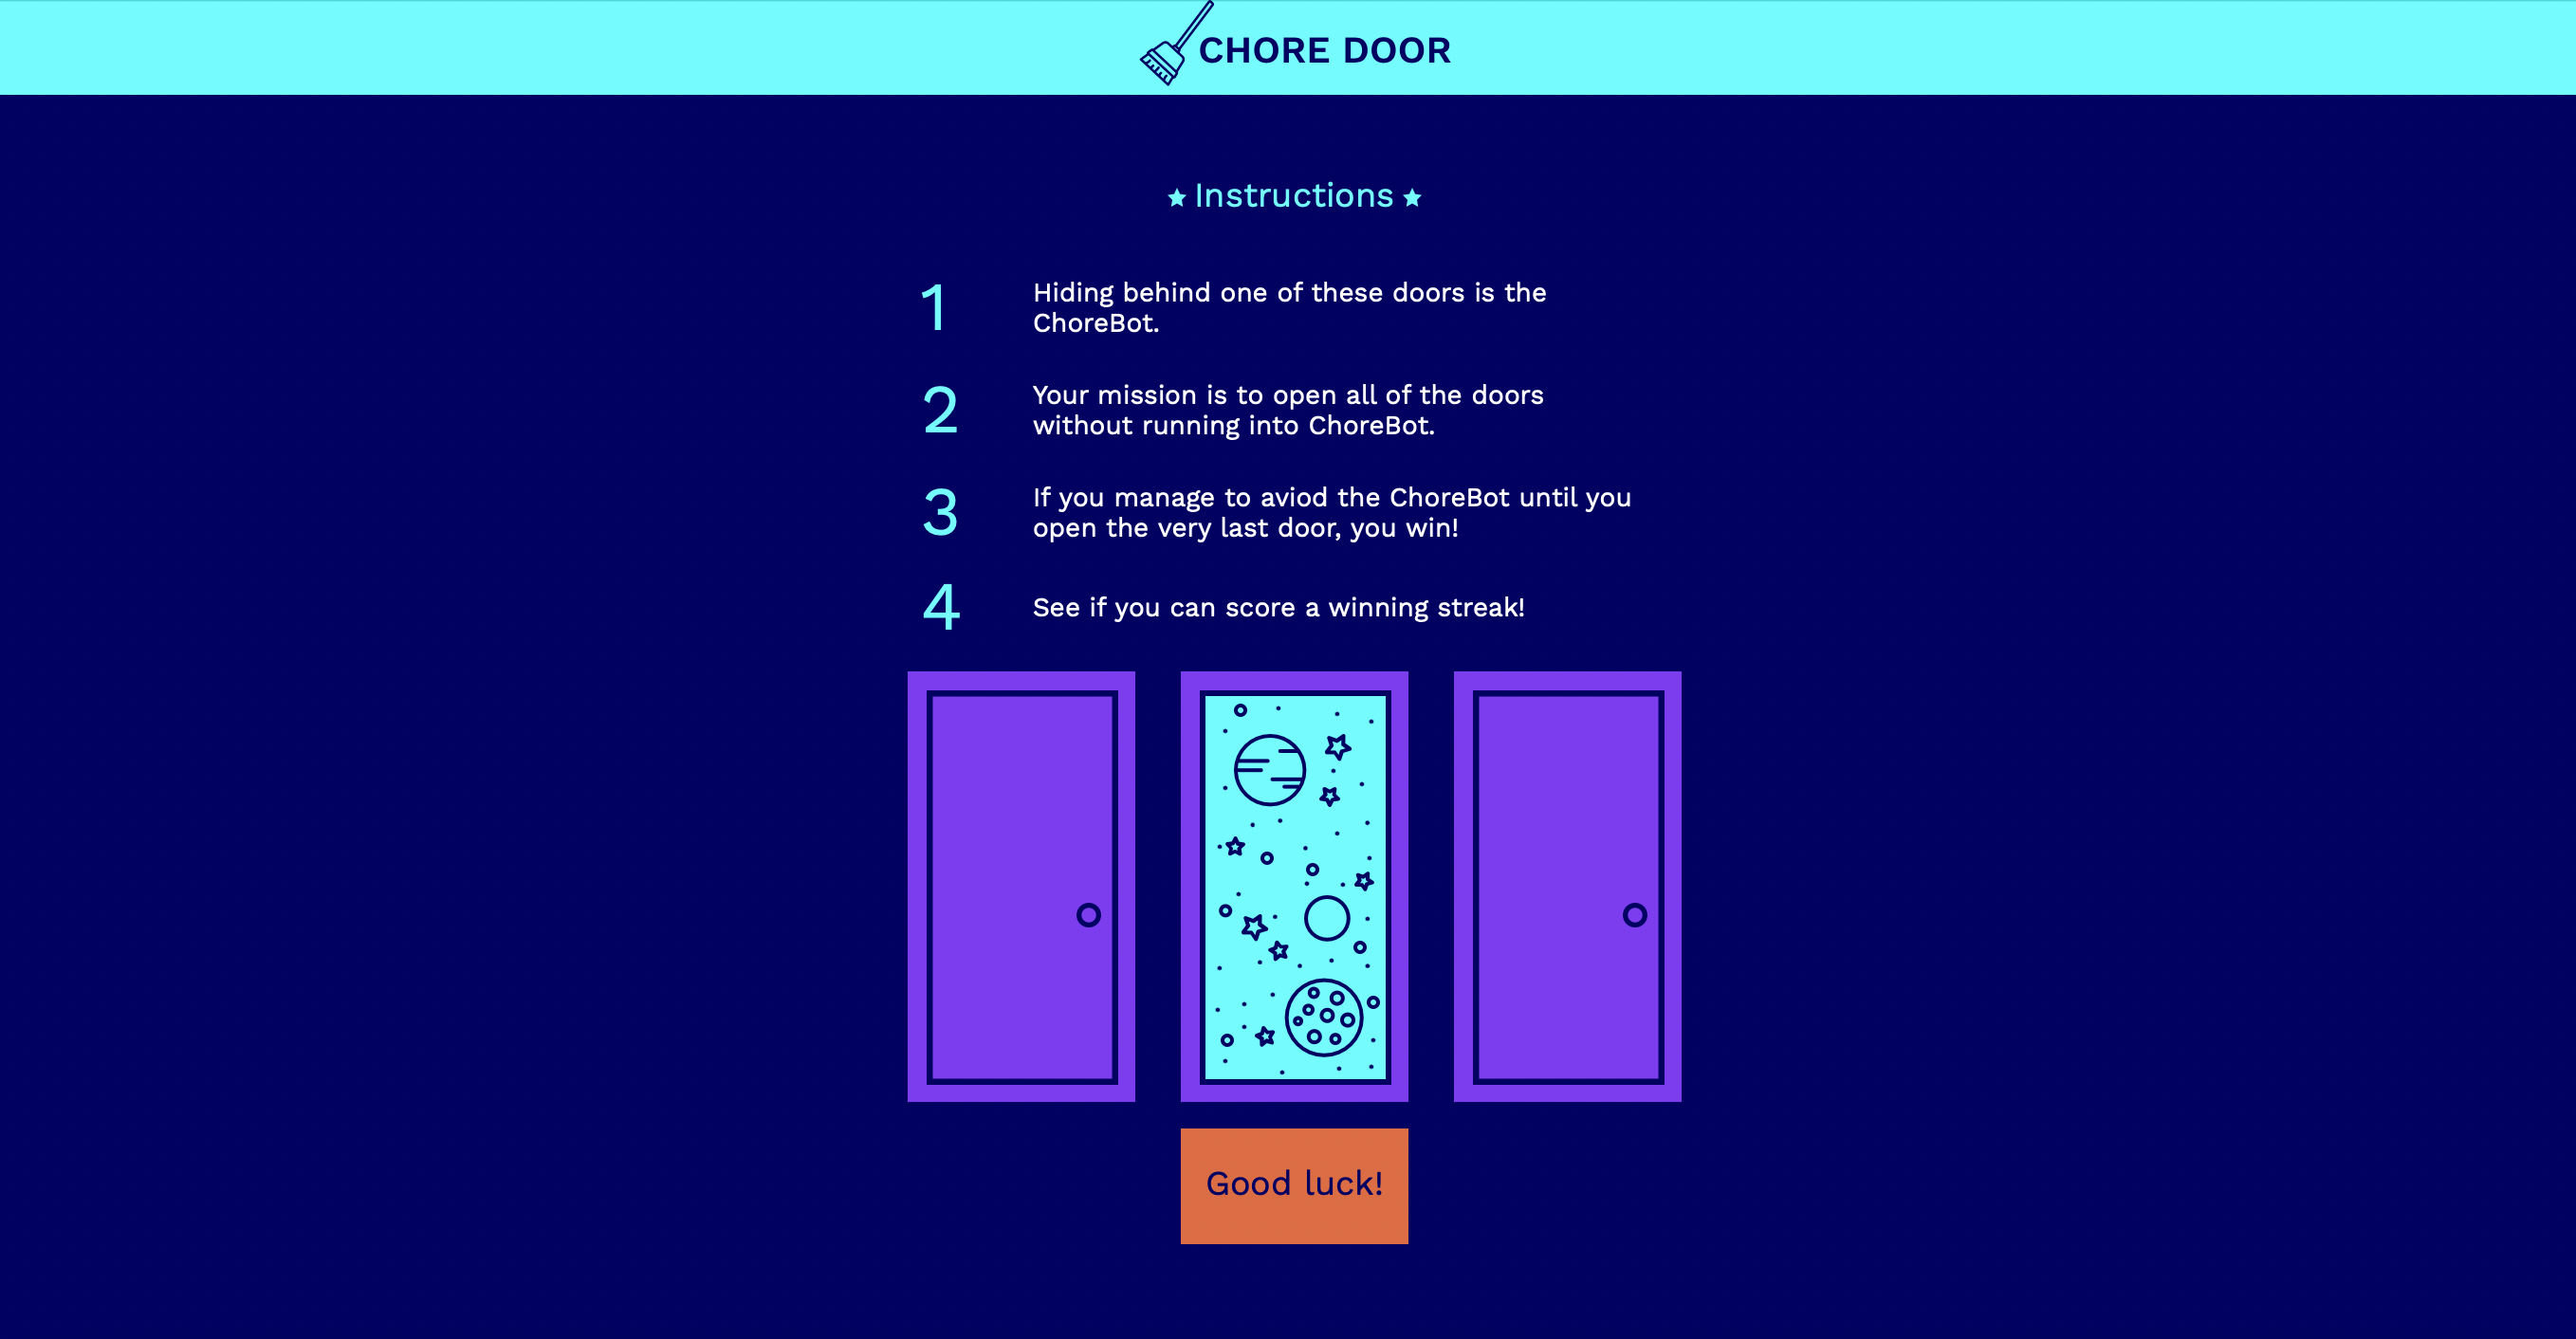 CHORE DOOR
Instructions
1
Hiding behind one of these doors is the
ChoreBot.
2
Your mission is to open all of the doors
without running into ChoreBot.
3
If you manage to aviod the ChoreBot until you
open the very last door, you win!
4
See if you can score a winning streak!
Good luck!